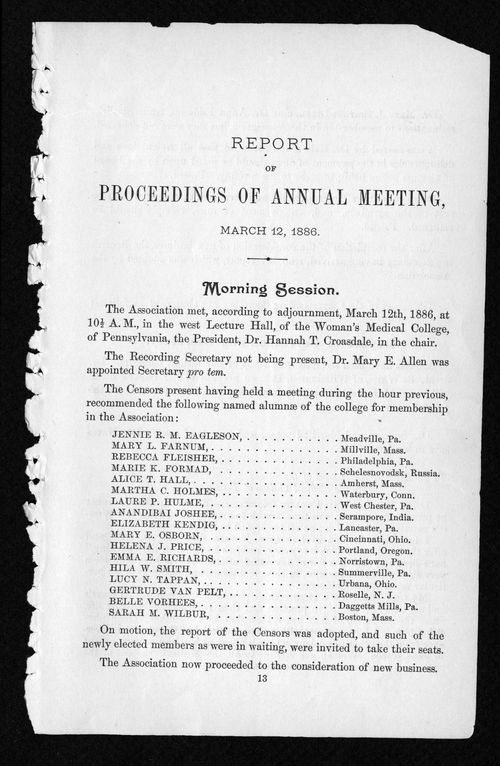 REPORT
OF
PROCEEDINGS OF ANNUAL MEETING,
MARCH 12, 1886.
Morning Session.
The Association met, according to adjournment, March 12th, 1886, at
10½ A. M., in the west Lecture Hall, of the Woman's Medical College,
of Pennsylvania, the President, Dr. Hannah T. Croasdale, in the chair.
The Recording Secretary not being present, Dr. Mary E. Allen was
appointed Secretary pro tem.
The Censors present having held a meeting during the hour previous,
recommended the following named alumnæ of the college for membership
in the Association:
JENNIE R. M. EAGLESON, . . . . . . . . . . . . Meadville, Pa.
MARY L. FARNUM, . . . . . . . . . . . . . . . . Millville, Mass.
REBECCA FLEISHER, . . . . . . . . . . . . . . . Philadelphia, Pa.
MARIE K. FORMAD, . . . . . . . . . . . . . . . Schelesnovodsk, Russia.
ALICE T. HALL, . . . . . . . . . . . . . . . . . Amherst, Mass.
MARTHA C. HOLMES, . . . . . . . . . . . . . . . Waterbury, Conn.
LAURE P. HULME, . . . . . . . . . . . . . . . . West Chester, Pa.
ANANDIBAI JOSHEE, . . . . . . . . . . . . . . . Serampore, India.
ELIZABETH KENDIG, . . . . . . . . . . . . . . . Lancaster, Pa.
MARY E. OSBORN, . . . . . . . . . . . . . . . . Cincinnati, Ohio.
HELENA J. PRICE, . . . . . . . . . . . . . . . . Portland, Oregon.
EMMA E. RICHARDS, . . . . . . . . . . . . . . . Norristown, Pa.
HILA W. SMITH, . . . . . . . . . . . . . . . . . Summerville, Pa.
LUCY N. TAPPAN, . . . . . . . . . . . . . . . . Urbana, Ohio.
GERTRUDE VAN PELT, . . . . . . . . . . . . . . Roselle, N. J.
BELLE VORHEES, . . . . . . . . . . . . . . . . . Daggetts Mills, Pa.
SARAH M. WILBUR, . . . . . . . . . . . . . . . Boston, Mass.
On motion, the report of the Censors was adopted, and such of the
newly elected members as were in waiting, were invited to take their seats.
The Association now proceeded to the consideration of new business.
13